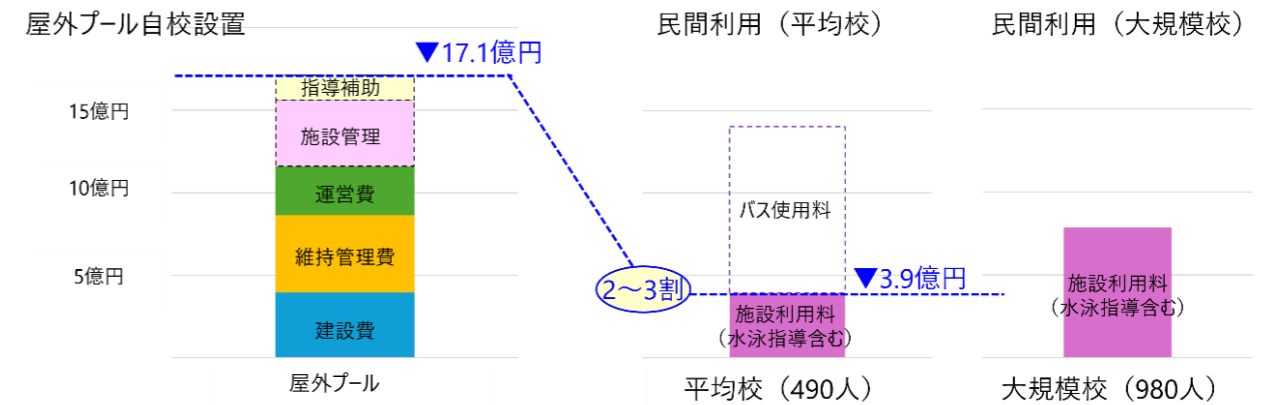 屋外プール自校設置
▼17.1億円
15億円
10億円
5億円
指導補助
施設管理
運営費
維持管理費
建設費
屋外プール
2～3割
民間利用（平均校）
バス使用料
▼3.9億円
施設利用料
（水泳指導含む）
平均校（490人）
民間利用（大規模校）
施設利用料
（水泳指導含む）
大規模校（980人）